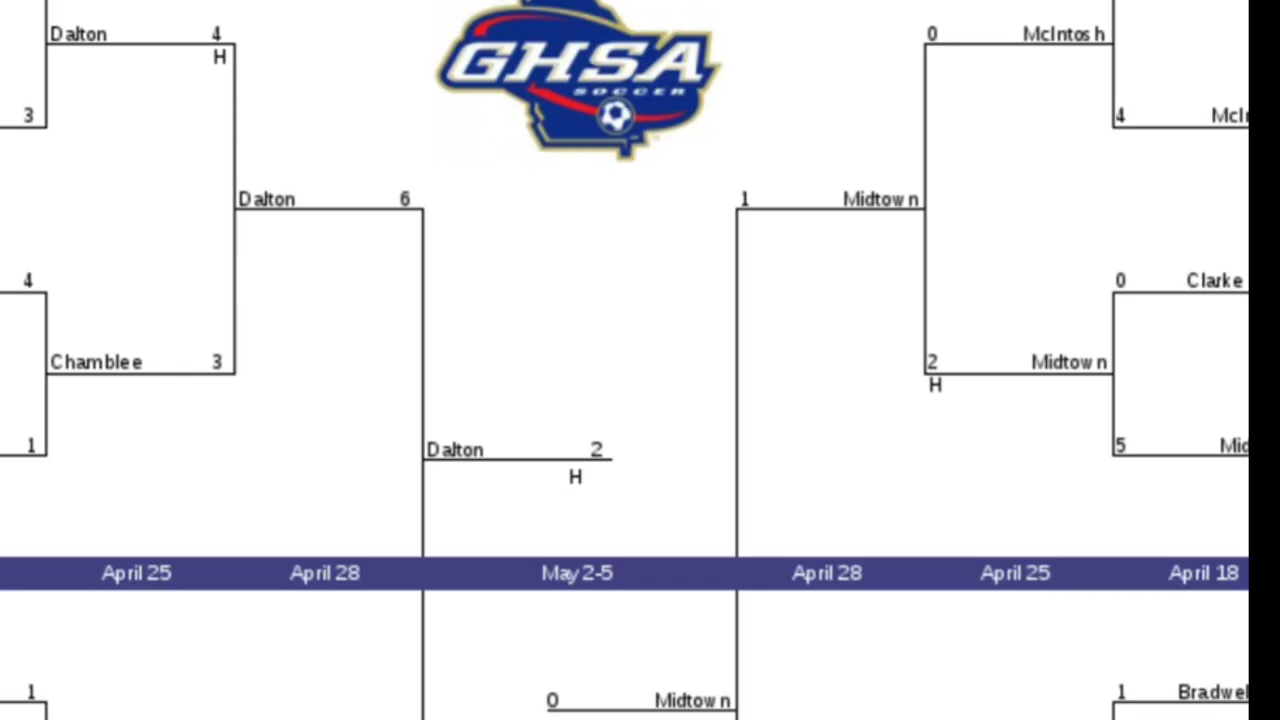 Dalton 4
H
3
GHSA
SOCCER
0 McIntosh
4
Dalton 6
1 Midtown
4
0 Clarke
Chamblee 3
2 Midtown
H
1
Dalton 2
H
5
April 25 April 28 May 2-5 April 28 April 25 April 18
1
0 Midtown
1